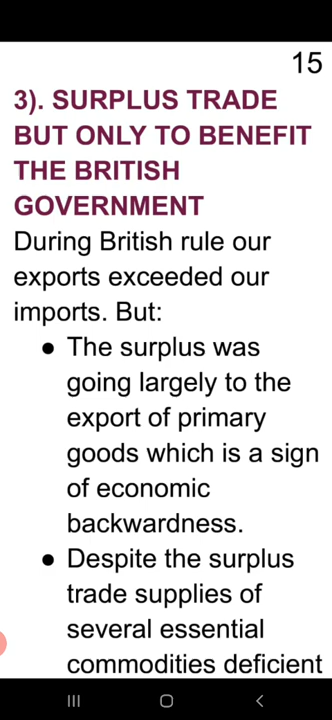 15
3). SURPLUS TRADE
BUT ONLY TO BENEFIT
THE BRITISH
GOVERNMENT
During British rule our
exports exceeded our
imports. But:
● The surplus was
going largely to the
export of primary
goods which is a sign
of economic
backwardness.
● Despite the surplus
trade supplies of
several essential
commodities deficient